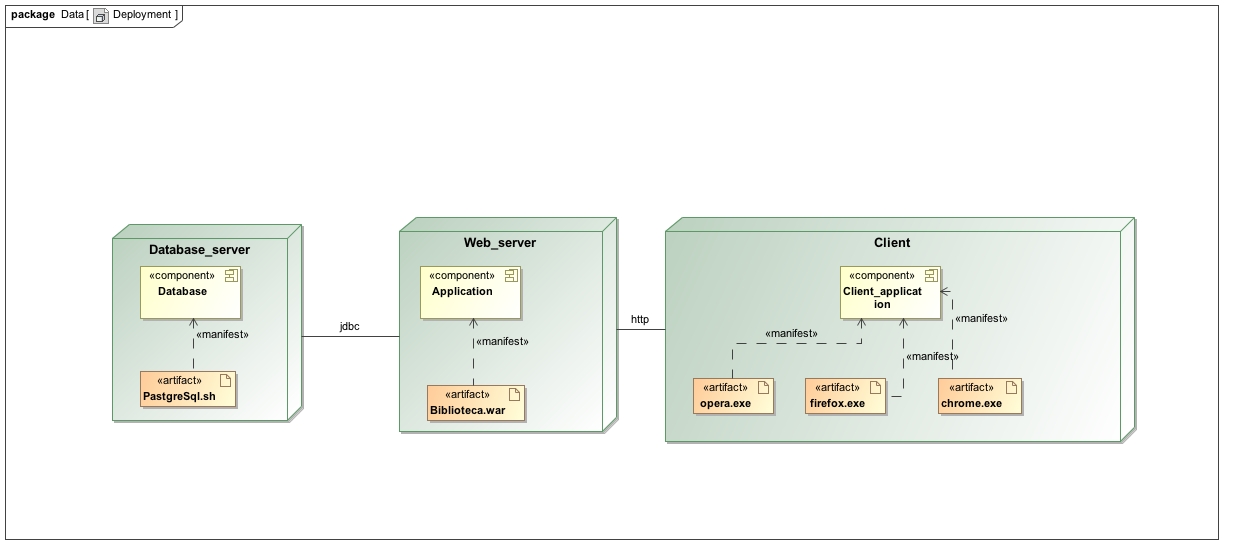 package Data [ Deployment ]
Database_server
«component»
Database
«manifest»
«artifact»
PastgreSql.sh
jdbc
Web_server
«component»
Application
«manifest»
«artifact»
Biblioteca.war
http
Client
«component»
Client_applicat
ion
«manifest»
«manifest»
«manifest»
«artifact»
opera.exe
«artifact»
firefox.exe
«artifact»
chrome.exe